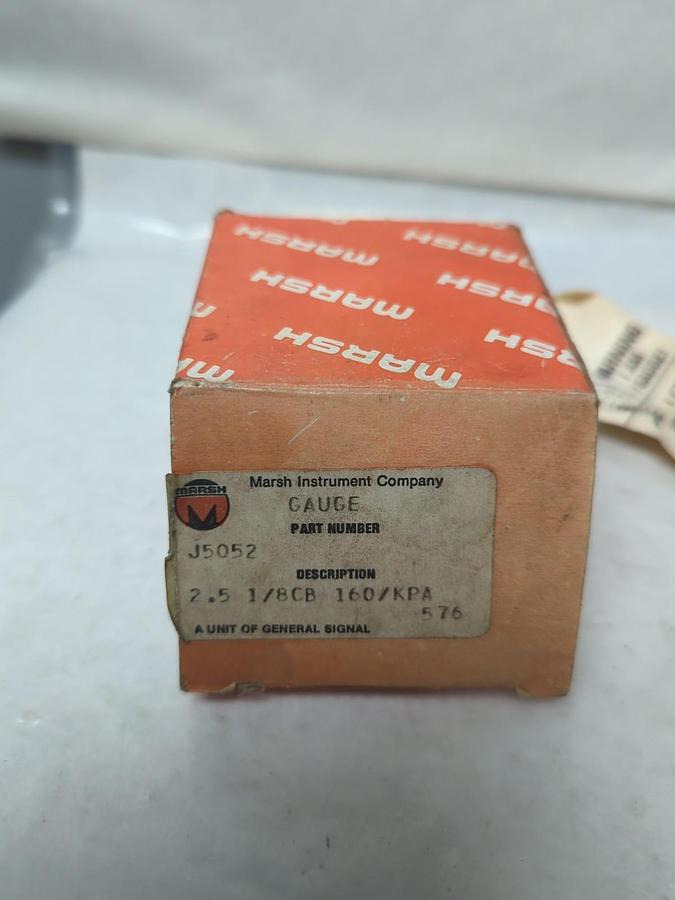 MARSH MARSH
MARSH MARSH
MARSH MARSH
MARSH
M
Marsh Instrument Company
GAUGE
PART NUMBER
J5052
DESCRIPTION
2.5 1/8CB 160/KPA
576
A UNIT OF GENERAL SIGNAL